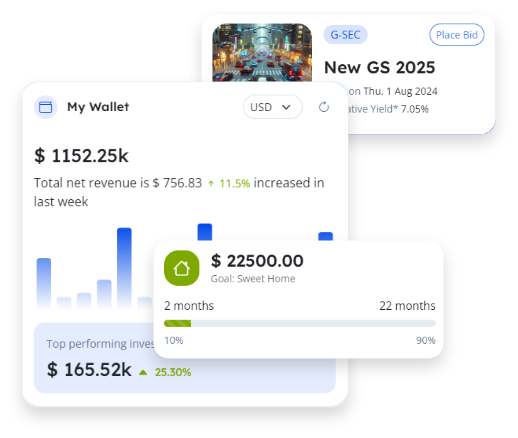 G-SEC
Place Bid
New GS 2025
on Thu, 1 Aug 2024
Yield* 7.05%
My Wallet
USD
$ 1152.25k
Total net revenue is $ 756.83 ↑ 11.5% increased in
last week
$ 22500.00
Goal: Sweet Home
2 months
22 months
10%
90%
Top performing
$ 165.52k ▲ 25.30%